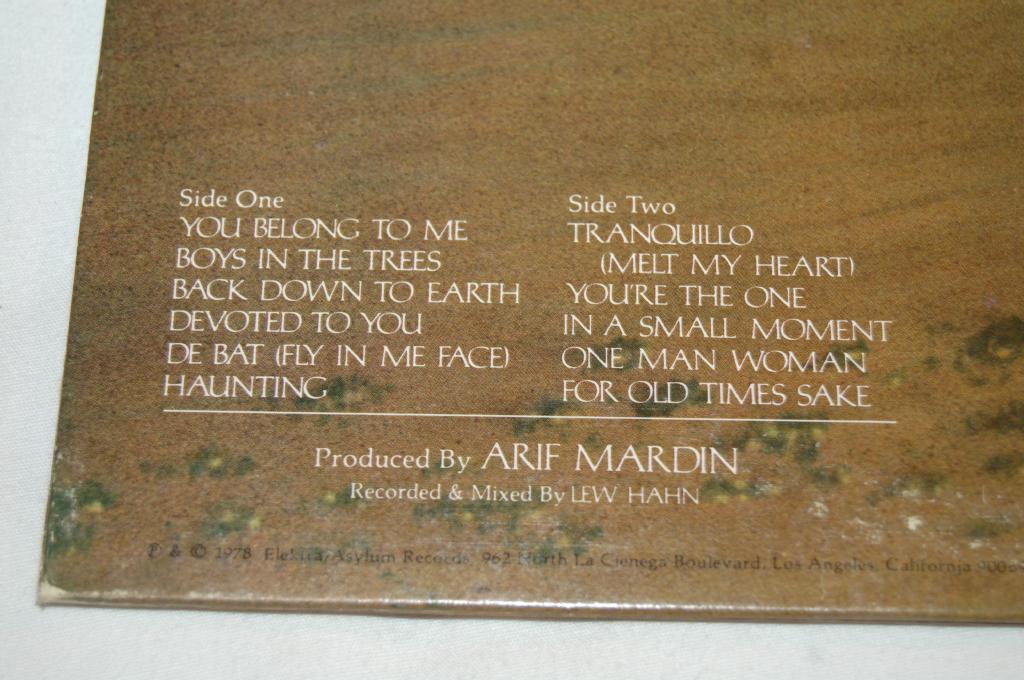 Side One
YOU BELONG TO ME
BOYS IN THE TREES
BACK DOWN TO EARTH
DEVOTED TO YOU
DE BAT (FLY IN ME FACE)
HAUNTING
Side Two
TRANQUILLO
(MELT MY HEART)
YOU'RE THE ONE
IN A SMALL MOMENT
ONE MAN WOMAN
FOR OLD TIMES SAKE
Produced By ARIF MARDIN
Recorded & Mixed By LEW HAHN
℗ & © 1978 Elektra/Asylum Records, 962 North La Cienega Boulevard, Los Angeles, California